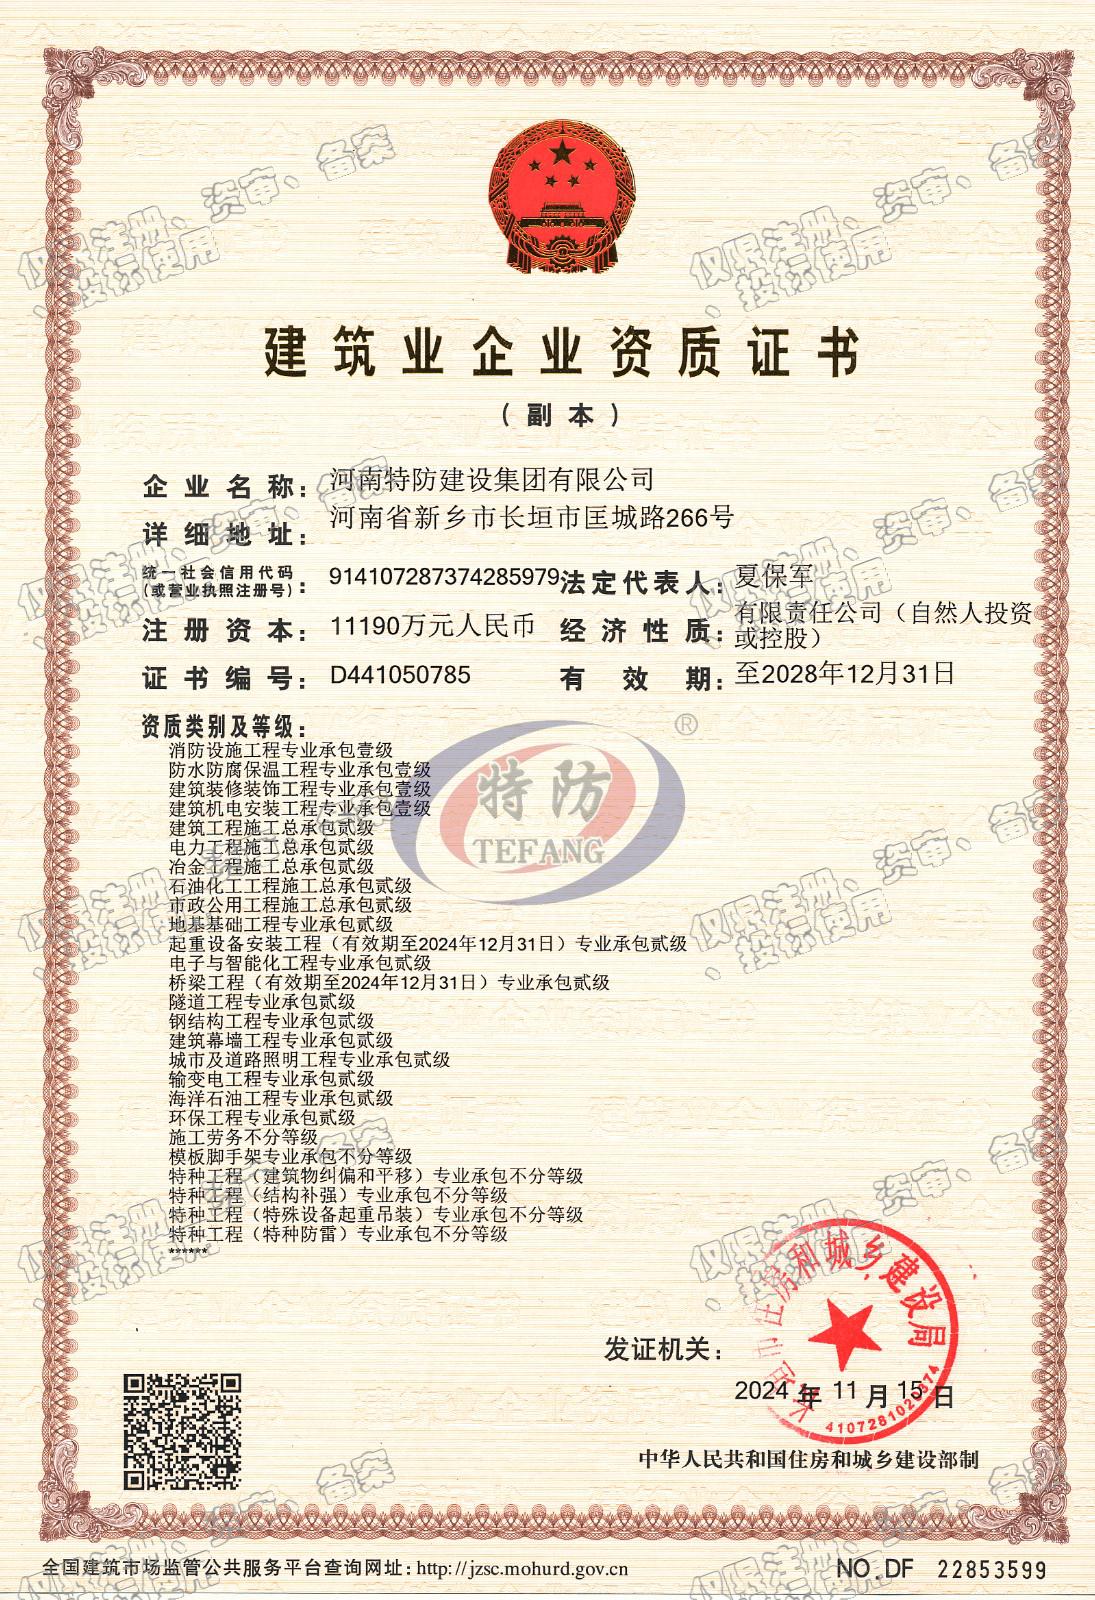 建筑业企业资质证书
（副本）
企业名称：河南特防建设集团有限公司
详细地址：河南省新乡市长垣市匡城路266号
统一社会信用代码
（或营业执照注册号）：914107287374285979
法定代表人：夏保军
注册资本：11190万元人民币
经济性质：有限责任公司（自然人投资
或控股）
证书编号：D441050785
有效期：至2028年12月31日
资质类别及等级：
消防设施工程专业承包壹级
防水防腐保温工程专业承包壹级
建筑装修装饰工程专业承包壹级
建筑机电安装工程专业承包壹级
建筑工程施工总承包贰级
电力工程施工总承包贰级
冶金工程施工总承包贰级
石油化工工程施工总承包贰级
市政公用工程施工总承包贰级
地基基础工程专业承包贰级
起重设备安装工程（有效期至2024年12月31日）专业承包贰级
电子与智能化工程专业承包贰级
桥梁工程（有效期至2024年12月31日）专业承包贰级
隧道工程专业承包贰级
钢结构工程专业承包贰级
建筑幕墙工程专业承包贰级
城市及道路照明工程专业承包贰级
输变电工程专业承包贰级
海洋石油工程专业承包贰级
环保工程专业承包贰级
施工劳务不分等级
模板脚手架专业承包不分等级
特种工程（建筑物纠偏和平移）专业承包不分等级
特种工程（结构补强）专业承包不分等级
特种工程（特殊设备起重吊装）专业承包不分等级
特种工程（特种防雷）专业承包不分等级
******
特防
TEFANG
®
仅限注册、资审、备案
、投标使用
长垣市住房和城乡建设局
4107281020374
发证机关：
2024年11月15日
中华人民共和国住房和城乡建设部制
全国建筑市场监管公共服务平台查询网址：http://jzsc.mohurd.gov.cn
NO.DF 22853599